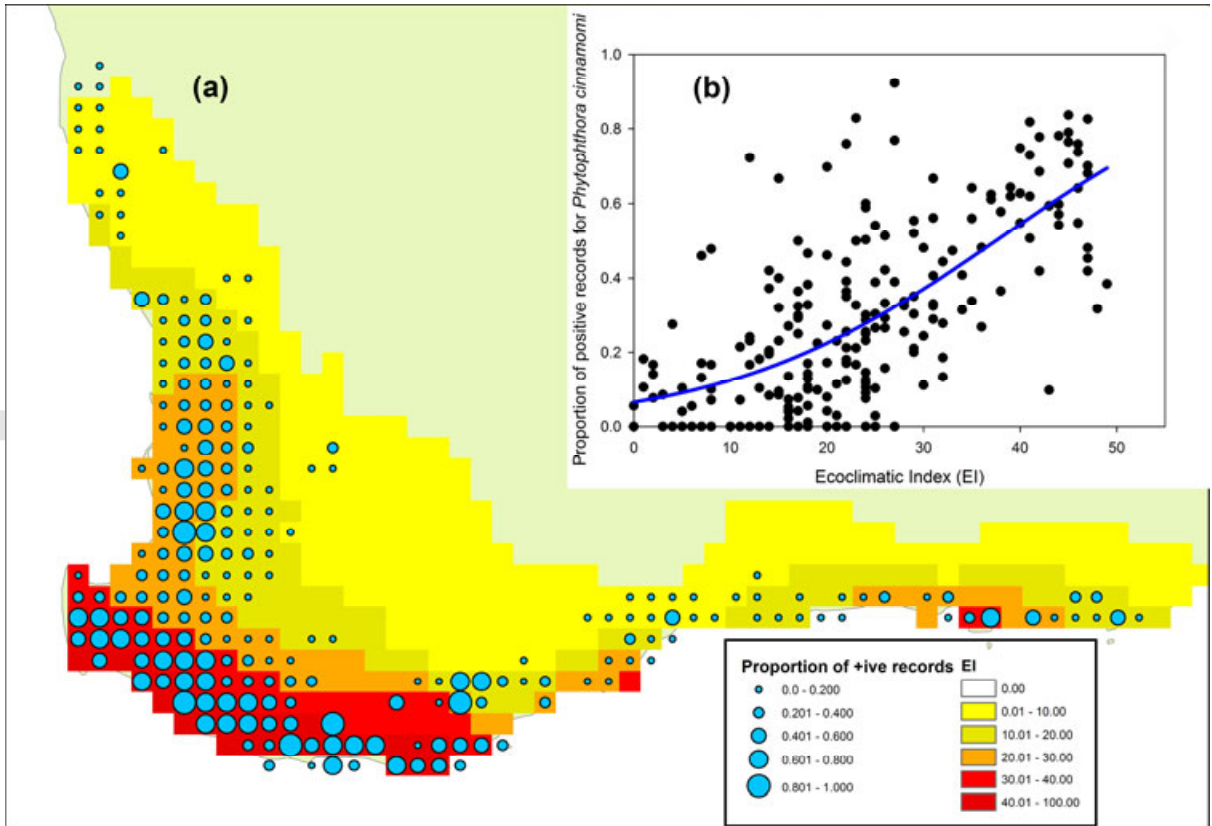 (a)
(b)
Proportion of positive records for Phytophthora cinnamomi
1.0
0.8
0.6
0.4
0.2
0.0
0 10 20 30 40 50
Ecoclimatic Index (EI)
Proportion of +ive records
0.0 - 0.200
0.201 - 0.400
0.401 - 0.600
0.601 - 0.800
0.801 - 1.000
EI
0.00
0.01 - 10.00
10.01 - 20.00
20.01 - 30.00
30.01 - 40.00
40.01 - 100.00